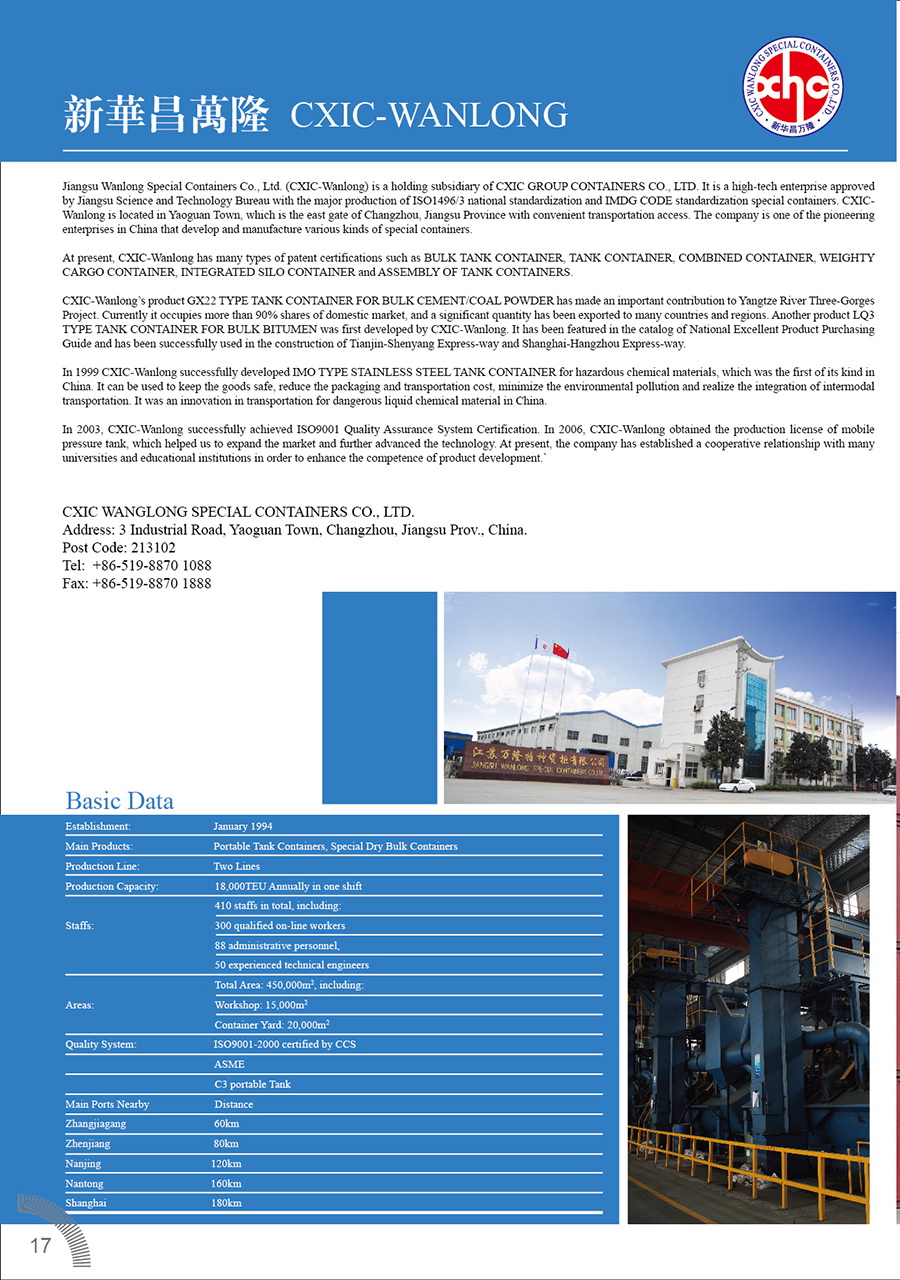 新華昌萬隆 CXIC-WANLONG
CXIC WANLONG SPECIAL CONTAINERS CO.,LTD.
xhc
新华昌万隆
Jiangsu Wanlong Special Containers Co., Ltd. (CXIC-Wanlong) is a holding subsidiary of CXIC GROUP CONTAINERS CO., LTD. It is a high-tech enterprise approved
by Jiangsu Science and Technology Bureau with the major production of ISO1496/3 national standardization and IMDG CODE standardization special containers. CXIC-
Wanlong is located in Yaoguan Town, which is the east gate of Changzhou, Jiangsu Province with convenient transportation access. The company is one of the pioneering
enterprises in China that develop and manufacture various kinds of special containers.
At present, CXIC-Wanlong has many types of patent certifications such as BULK TANK CONTAINER, TANK CONTAINER, COMBINED CONTAINER, WEIGHTY
CARGO CONTAINER, INTEGRATED SILO CONTAINER and ASSEMBLY OF TANK CONTAINERS.
CXIC-Wanlong's product GX22 TYPE TANK CONTAINER FOR BULK CEMENT/COAL POWDER has made an important contribution to Yangtze River Three-Gorges
Project. Currently it occupies more than 90% shares of domestic market, and a significant quantity has been exported to many countries and regions. Another product LQ3
TYPE TANK CONTAINER FOR BULK BITUMEN was first developed by CXIC-Wanlong. It has been featured in the catalog of National Excellent Product Purchasing
Guide and has been successfully used in the construction of Tianjin-Shenyang Express-way and Shanghai-Hangzhou Express-way.
In 1999 CXIC-Wanlong successfully developed IMO TYPE STAINLESS STEEL TANK CONTAINER for hazardous chemical materials, which was the first of its kind in
China. It can be used to keep the goods safe, reduce the packaging and transportation cost, minimize the environmental pollution and realize the integration of intermodal
transportation. It was an innovation in transportation for dangerous liquid chemical material in China.
In 2003, CXIC-Wanlong successfully achieved ISO9001 Quality Assurance System Certification. In 2006, CXIC-Wanlong obtained the production license of mobile
pressure tank, which helped us to expand the market and further advanced the technology. At present, the company has established a cooperative relationship with many
universities and educational institutions in order to enhance the competence of product development.`
CXIC WANGLONG SPECIAL CONTAINERS CO., LTD.
Address: 3 Industrial Road, Yaoguan Town, Changzhou, Jiangsu Prov., China.
Post Code: 213102
Tel: +86-519-8870 1088
Fax: +86-519-8870 1888
江苏万隆特种货柜有限公司
JIANGSU WANLONG SPECIAL CONTAINERS CO.,LTD.
Basic Data
Establishment: January 1994
Main Products: Portable Tank Containers, Special Dry Bulk Containers
Production Line: Two Lines
Production Capacity: 18,000TEU Annually in one shift
410 staffs in total, including:
Staffs: 300 qualified on-line workers
88 administrative personnel,
50 experienced technical engineers
Total Area: 450,000m², including:
Areas: Workshop: 15,000m²
Container Yard: 20,000m²
Quality System: ISO9001-2000 certified by CCS
ASME
C3 portable Tank
Main Ports Nearby Distance
Zhangjiagang 60km
Zhenjiang 80km
Nanjing 120km
Nantong 160km
Shanghai 180km
17